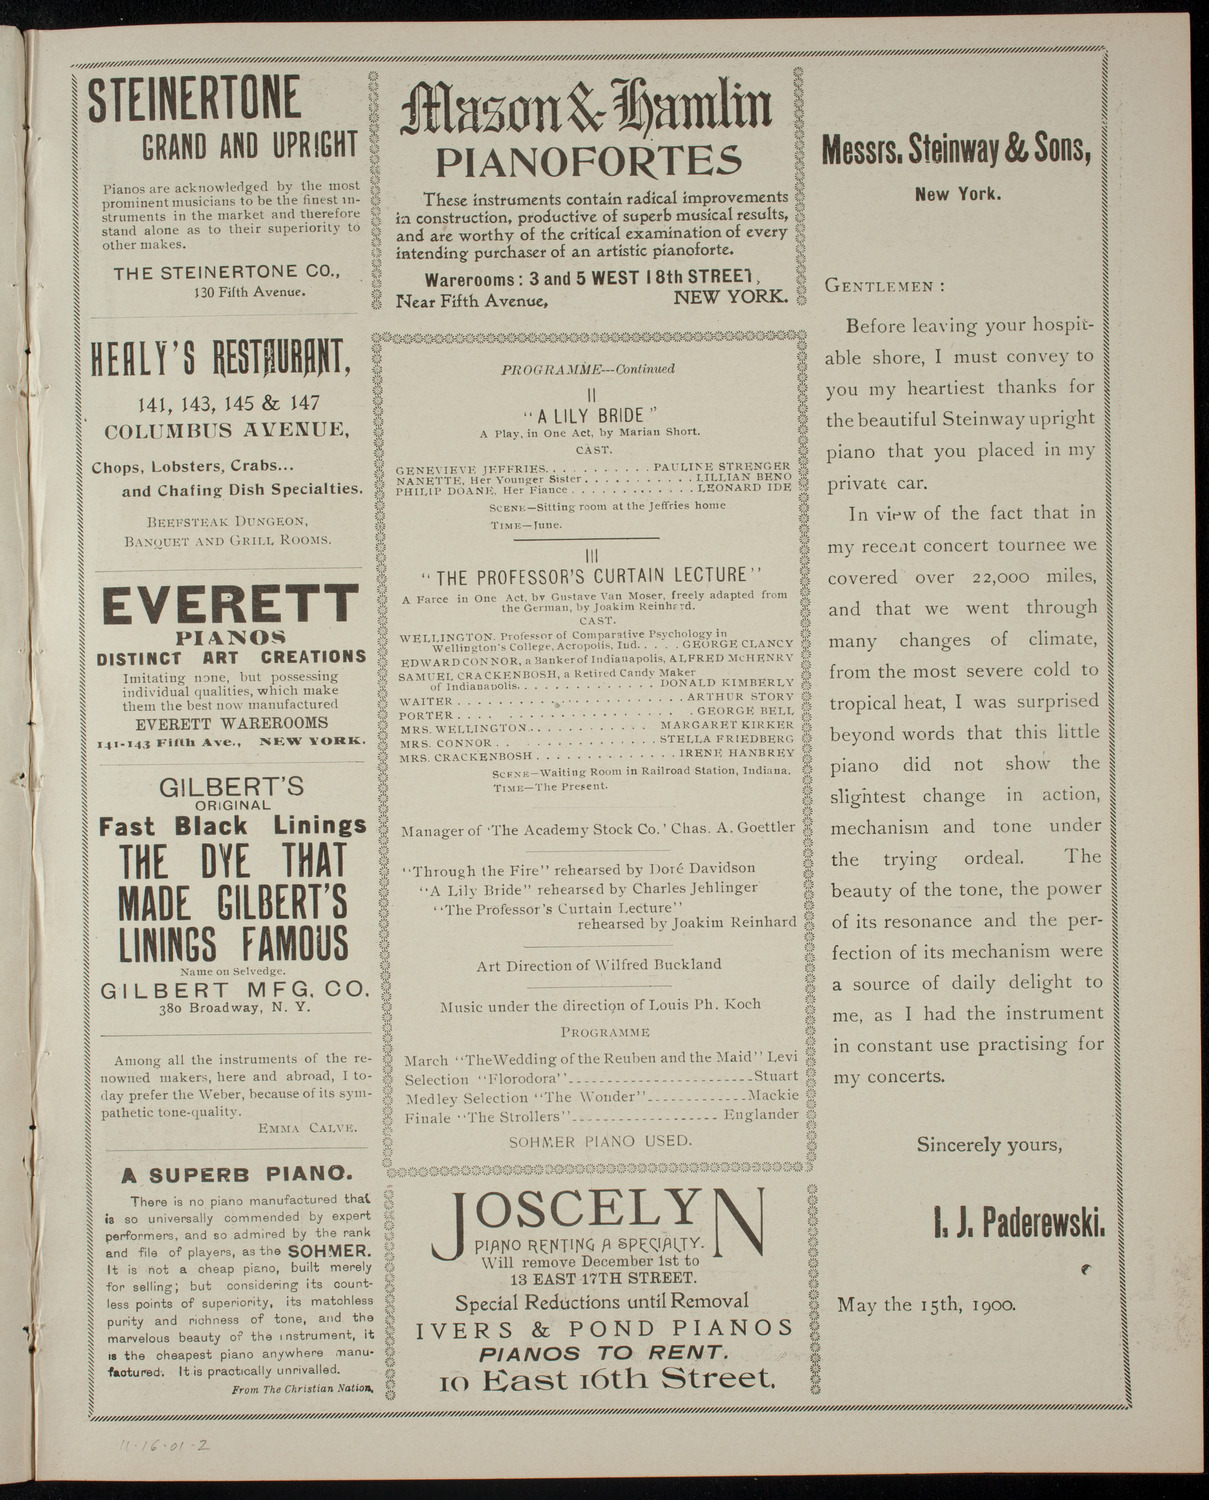 STEINERTONE
GRAND AND UPRIGHT
Pianos are acknowledged by the most
prominent musicians to be the finest in-
struments in the market and therefore
stand alone as to their superiority to
other makes.
THE STEINERTONE CO.,
130 Fifth Avenue.
HEALY'S RESTAURANT,
141, 143, 145 & 147
COLUMBUS AVENUE,
Chops, Lobsters, Crabs...
and Chafing Dish Specialties.
BEEFSTEAK DUNGEON,
BANQUET AND GRILL ROOMS.
EVERETT
PIANOS
DISTINCT ART CREATIONS
Imitating none, but possessing
individual qualities, which make
them the best now manufactured
EVERETT WAREROOMS
141-143 Fifth Ave., NEW YORK.
GILBERT'S
ORIGINAL
Fast Black Linings
THE DYE THAT
MADE GILBERT'S
LININGS FAMOUS
Name on Selvedge.
GILBERT MFG. CO.
380 Broadway, N. Y.
Among all the instruments of the re-
nowned makers, here and abroad, I to-
day prefer the Weber, because of its sym-
pathetic tone-quality.
EMMA CALVE.
A SUPERB PIANO.
There is no piano manufactured that
is so universally commended by expert
performers, and so admired by the rank
and file of players, as the SOHMER.
It is not a cheap piano, built merely
for selling; but considering its count-
less points of superiority, its matchless
purity and richness of tone, and the
marvelous beauty of the instrument, it
is the cheapest piano anywhere manu-
factured. It is practically unrivalled.
From The Christian Nation,
Mason & Hamlin
PIANOFORTES
These instruments contain radical improvements
in construction, productive of superb musical results,
and are worthy of the critical examination of every
intending purchaser of an artistic pianoforte.
Warerooms: 3 and 5 WEST 18th STREET,
Near Fifth Avenue, NEW YORK.
PROGRAMME---Continued
II
"A LILY BRIDE"
A Play, in One Act, by Marian Short.
CAST.
GENEVIEVE JEFFRIES. . . . . . . . . . . PAULINE STRENGER
NANETTE, Her Younger Sister . . . . . . . . . . . LILLIAN BENO
PHILIP DOANE, Her Fiance . . . . . . . . . . . . LEONARD IDE
SCENE—Sitting room at the Jeffries home
TIME—June.
III
"THE PROFESSOR'S CURTAIN LECTURE"
A Farce in One Act, by Gustave Van Moser, freely adapted from
the German, by Joakim Reinhard.
CAST.
WELLINGTON, Professor of Comparative Psychology in
Wellington's College, Acropolis, Ind. . . . . GEORGE CLANCY
EDWARD CONNOR, a Banker of Indianapolis, ALFRED McHENRY
SAMUEL CRACKENBOSH, a Retired Candy Maker
of Indianapolis. . . . . . . . . . . . . . DONALD KIMBERLY
WAITER . . . . . . . . . . . . . . . . . . . . . . ARTHUR STORY
PORTER . . . . . . . . . . . . . . . . . . . GEORGE BELL
MRS. WELLINGTON . . . . . . . . . . . . . MARGARET KIRKER
MRS. CONNOR . . . . . . . . . . . . . . . STELLA FRIEDBERG
MRS. CRACKENBOSH . . . . . . . . . . . . . IRENE HANBREY
SCENE—Waiting Room in Railroad Station, Indiana.
TIME—The Present.
Manager of 'The Academy Stock Co.' Chas. A. Goettler
"Through the Fire" rehearsed by Doré Davidson
"A Lily Bride" rehearsed by Charles Jehlinger
"The Professor's Curtain Lecture"
rehearsed by Joakim Reinhard
Art Direction of Wilfred Buckland
Music under the direction of Louis Ph. Koch
PROGRAMME
March "The Wedding of the Reuben and the Maid" Levi
Selection "Florodora"-----------------------Stuart
Medley Selection "The Wonder"------------Mackie
Finale "The Strollers"------------------ Englander
SOHMER PIANO USED.
JOSCELYN
PIANO RENTING A SPECIALTY.
Will remove December 1st to
13 EAST 17TH STREET.
Special Reductions until Removal
IVERS & POND PIANOS
PIANOS TO RENT.
10 East 16th Street.
Messrs. Steinway & Sons,
New York.
GENTLEMEN:
Before leaving your hospit-
able shore, I must convey to
you my heartiest thanks for
the beautiful Steinway upright
piano that you placed in my
private car.
In view of the fact that in
my recent concert tournee we
covered over 22,000 miles,
and that we went through
many changes of climate,
from the most severe cold to
tropical heat, I was surprised
beyond words that this little
piano did not show the
slightest change in action,
mechanism and tone under
the trying ordeal. The
beauty of the tone, the power
of its resonance and the per-
fection of its mechanism were
a source of daily delight to
me, as I had the instrument
in constant use practising for
my concerts.
Sincerely yours,
I. J. Paderewski.
May the 15th, 1900.
11-16-01-2